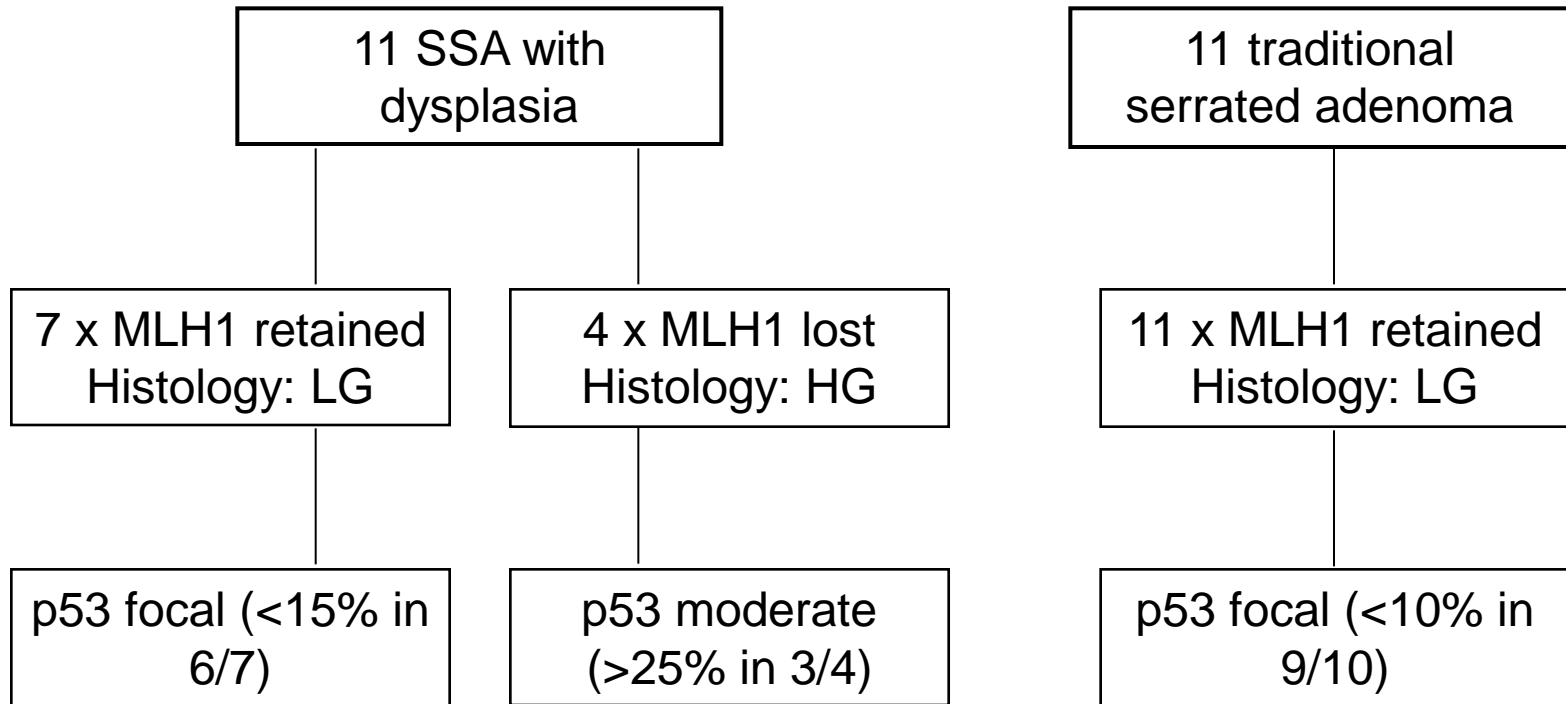 11 SSA with
dysplasia
11 traditional
serrated adenoma
7 x MLH1 retained
Histology: LG
4 x MLH1 lost
Histology: HG
11 x MLH1 retained
Histology: LG
p53 focal (<15% in
6/7)
p53 moderate
(>25% in 3/4)
p53 focal (<10% in
9/10)